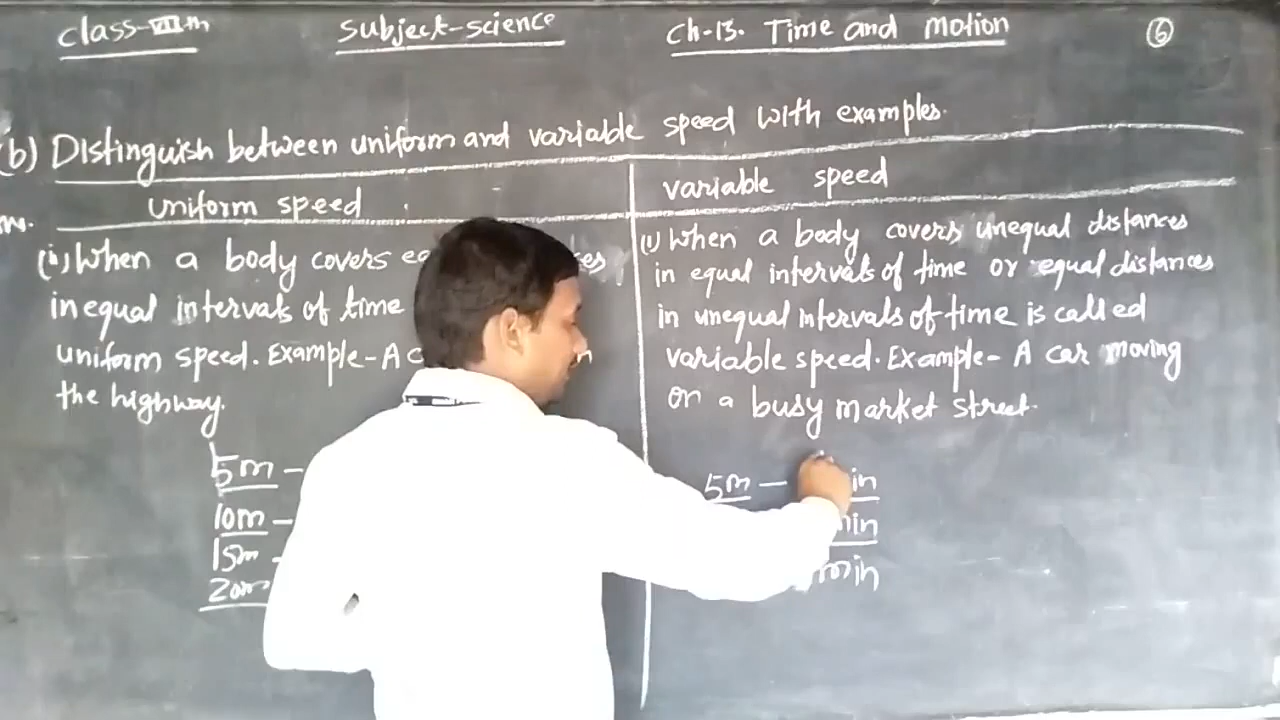 class-VIIth Subject-science Ch-13. Time and Motion 6
(b) Distinguish between uniform and variable speed with examples.
uniform speed.
variable speed
(i) When a body covers
in equal intervals of time
uniform speed. Example-A
the highway.
5m -
10m -
15m -
20m
(i) When a body covers unequal distances
in equal intervals of time or equal distances
in unequal intervals of time is called
variable speed. Example- A car moving
on a busy market street.
5m - in
min
min